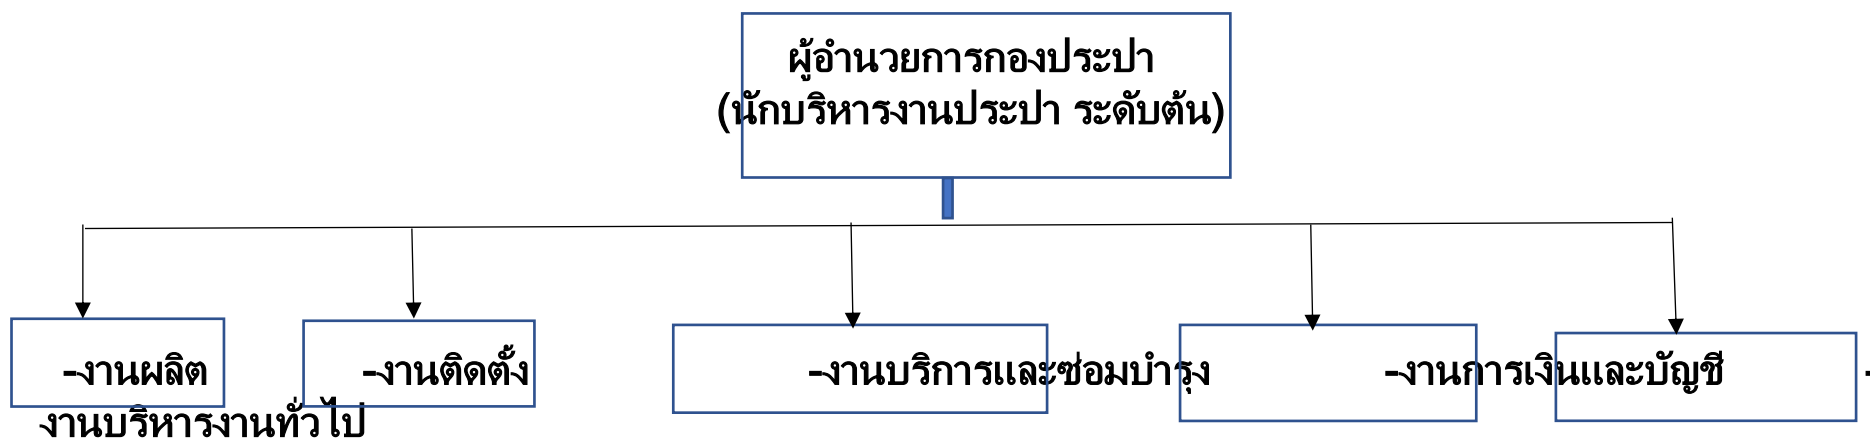 ผู้อำนวยการกองประปา
(นักบริหารงานประปา ระดับต้น)
-งานผลิต -งานติดตั้ง -งานบริการและซ่อมบำรุง -งานการเงินและบัญชี -
งานบริหารงานทั่วไป